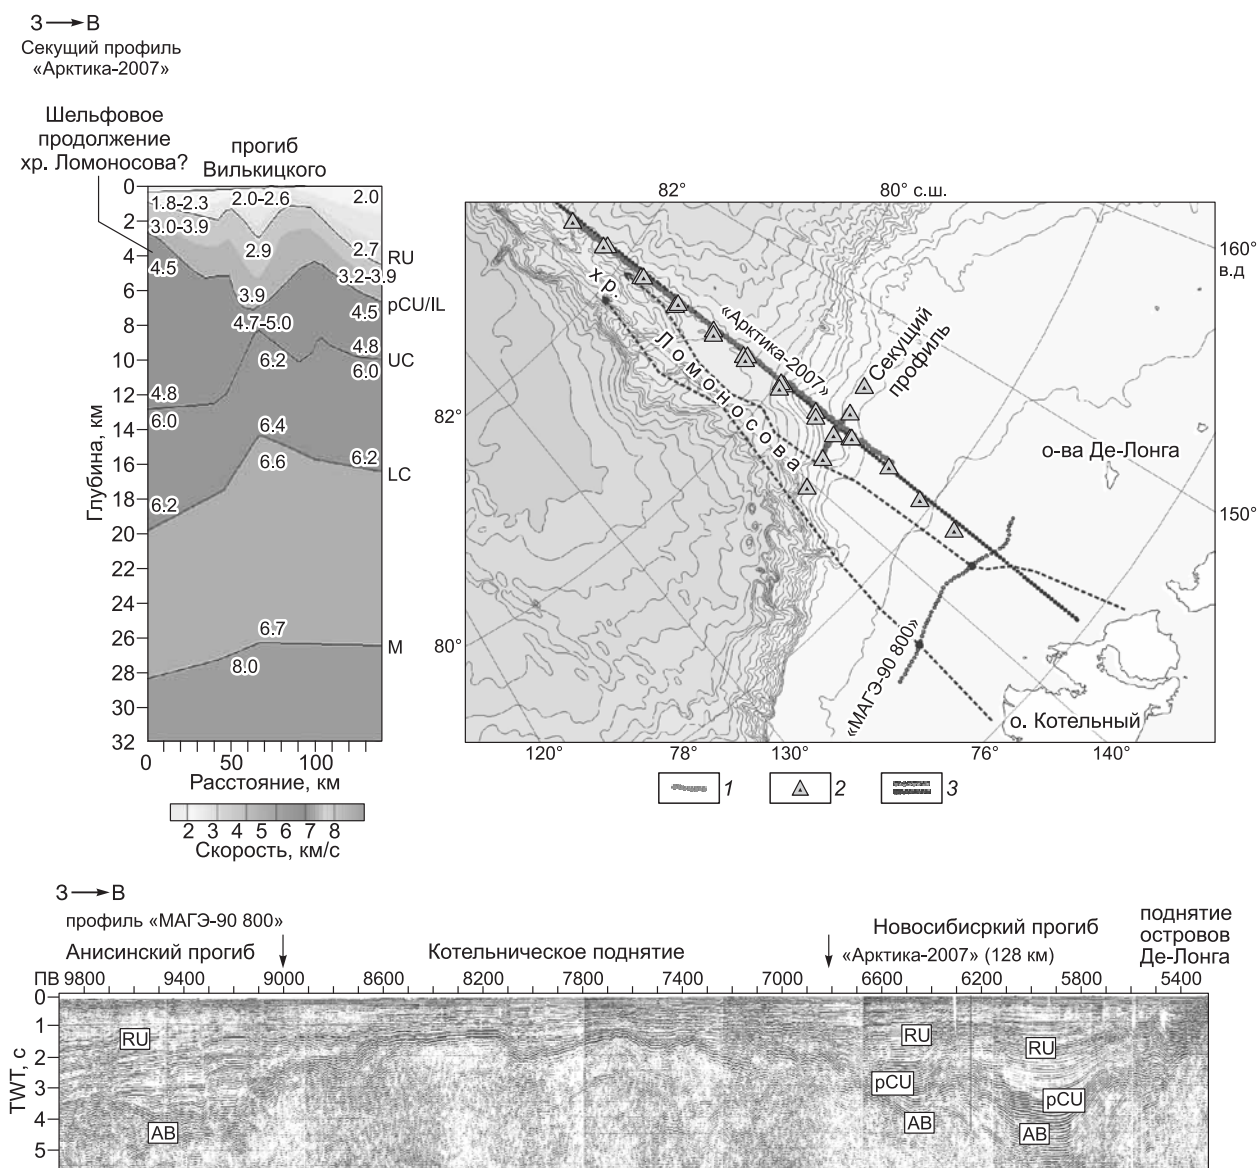 З → В
Секущий профиль
«Арктика-2007»
Шельфовое
продолжение
хр. Ломоносова?
прогиб
Вилькицкого
0
2
4
6
8
10
12
14
16
18
20
22
24
26
28
30
32
Глубина, км
1.8-2.3
2.0-2.6
2.0
3.0-3.9
2.9
2.7
4.5
3.2-3.9
3.9
4.5
4.7-5.0
6.2
4.8
6.0
4.8
6.0
6.4
6.6
6.2
6.2
6.7
8.0
RU
pCU/IL
UC
LC
M
0
50
100
Расстояние, км
2 3 4 5 6 7 8
Скорость, км/с
82°
80° с.ш.
160°
в.д
150°
82°
80°
120°
78°
130°
76°
140°
хр.
Ломоносова
«Арктика-2007»
Секущий
профиль
о-ва Де-Лонга
«МАГЭ-90 800»
о. Котельный
1
2
3
З → В
профиль «МАГЭ-90 800»
Анисинский прогиб
Котельническое поднятие
Новосибисркий прогиб
«Арктика-2007» (128 км)
поднятие
островов
Де-Лонга
ПВ 9800 9400 9000 8600 8200 7800 7400 7000 6600 6200 5800 5400
0
1
2
3
4
5
TWT, с
RU
AB
RU
pCU
AB
RU
pCU
AB